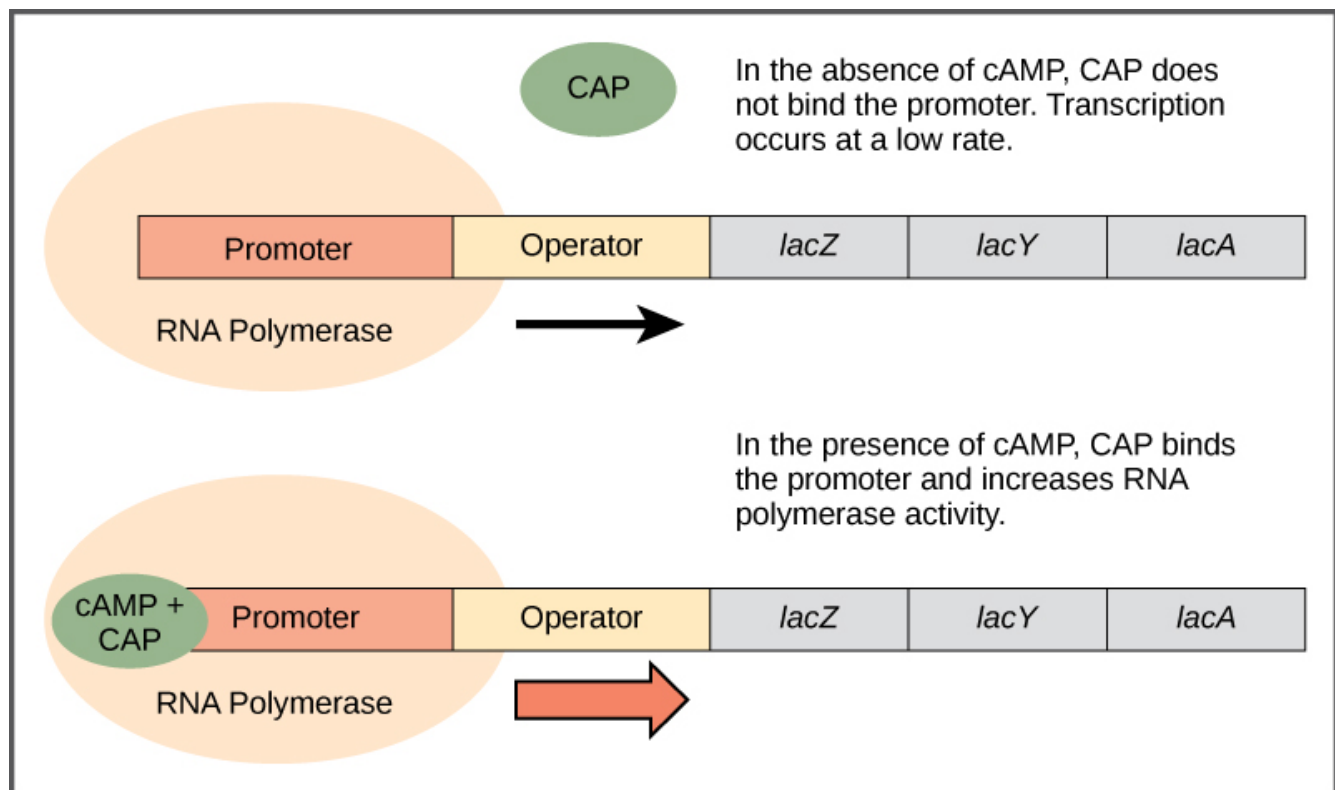 CAP
In the absence of cAMP, CAP does
not bind the promoter. Transcription
occurs at a low rate.
Promoter
Operator
lacZ
lacY
lacA
RNA Polymerase
In the presence of cAMP, CAP binds
the promoter and increases RNA
polymerase activity.
cAMP +
CAP
Promoter
Operator
lacZ
lacY
lacA
RNA Polymerase